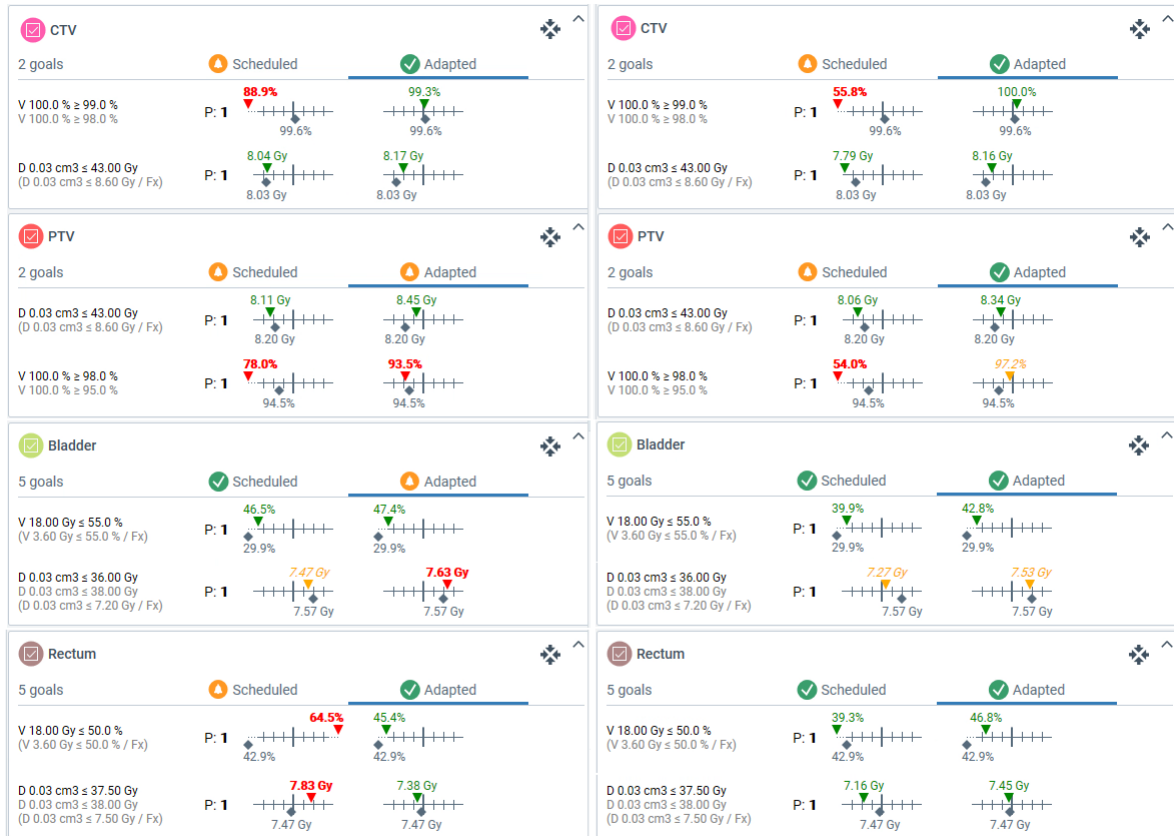 CTV
2 goals Scheduled Adapted
V 100.0 % ≥ 99.0 %
V 100.0 % ≥ 98.0 %
P: 1
88.9% 99.3%
99.6% 99.6%
D 0.03 cm3 ≤ 43.00 Gy
(D 0.03 cm3 ≤ 8.60 Gy / Fx)
P: 1
8.04 Gy 8.17 Gy
8.03 Gy 8.03 Gy
PTV
2 goals Scheduled Adapted
D 0.03 cm3 ≤ 43.00 Gy
(D 0.03 cm3 ≤ 8.60 Gy / Fx)
P: 1
8.11 Gy 8.45 Gy
8.20 Gy 8.20 Gy
V 100.0 % ≥ 98.0 %
V 100.0 % ≥ 95.0 %
P: 1
78.0% 93.5%
94.5% 94.5%
Bladder
5 goals Scheduled Adapted
V 18.00 Gy ≤ 55.0 %
(V 3.60 Gy ≤ 55.0 % / Fx)
P: 1
46.5% 47.4%
29.9% 29.9%
D 0.03 cm3 ≤ 36.00 Gy
D 0.03 cm3 ≤ 38.00 Gy
(D 0.03 cm3 ≤ 7.20 Gy / Fx)
P: 1
7.47 Gy 7.63 Gy
7.57 Gy 7.57 Gy
Rectum
5 goals Scheduled Adapted
V 18.00 Gy ≤ 50.0 %
(V 3.60 Gy ≤ 50.0 % / Fx)
P: 1
64.5% 45.4%
42.9% 42.9%
D 0.03 cm3 ≤ 37.50 Gy
D 0.03 cm3 ≤ 38.00 Gy
(D 0.03 cm3 ≤ 7.50 Gy / Fx)
P: 1
7.83 Gy 7.38 Gy
7.47 Gy 7.47 Gy
CTV
2 goals Scheduled Adapted
V 100.0 % ≥ 99.0 %
V 100.0 % ≥ 98.0 %
P: 1
55.8% 100.0%
99.6% 99.6%
D 0.03 cm3 ≤ 43.00 Gy
(D 0.03 cm3 ≤ 8.60 Gy / Fx)
P: 1
7.79 Gy 8.16 Gy
8.03 Gy 8.03 Gy
PTV
2 goals Scheduled Adapted
D 0.03 cm3 ≤ 43.00 Gy
(D 0.03 cm3 ≤ 8.60 Gy / Fx)
P: 1
8.06 Gy 8.34 Gy
8.20 Gy 8.20 Gy
V 100.0 % ≥ 98.0 %
V 100.0 % ≥ 95.0 %
P: 1
54.0% 97.2%
94.5% 94.5%
Bladder
5 goals Scheduled Adapted
V 18.00 Gy ≤ 55.0 %
(V 3.60 Gy ≤ 55.0 % / Fx)
P: 1
39.9% 42.8%
29.9% 29.9%
D 0.03 cm3 ≤ 36.00 Gy
D 0.03 cm3 ≤ 38.00 Gy
(D 0.03 cm3 ≤ 7.20 Gy / Fx)
P: 1
7.27 Gy 7.53 Gy
7.57 Gy 7.57 Gy
Rectum
5 goals Scheduled Adapted
V 18.00 Gy ≤ 50.0 %
(V 3.60 Gy ≤ 50.0 % / Fx)
P: 1
39.3% 46.8%
42.9% 42.9%
D 0.03 cm3 ≤ 37.50 Gy
D 0.03 cm3 ≤ 38.00 Gy
(D 0.03 cm3 ≤ 7.50 Gy / Fx)
P: 1
7.16 Gy 7.45 Gy
7.47 Gy 7.47 Gy